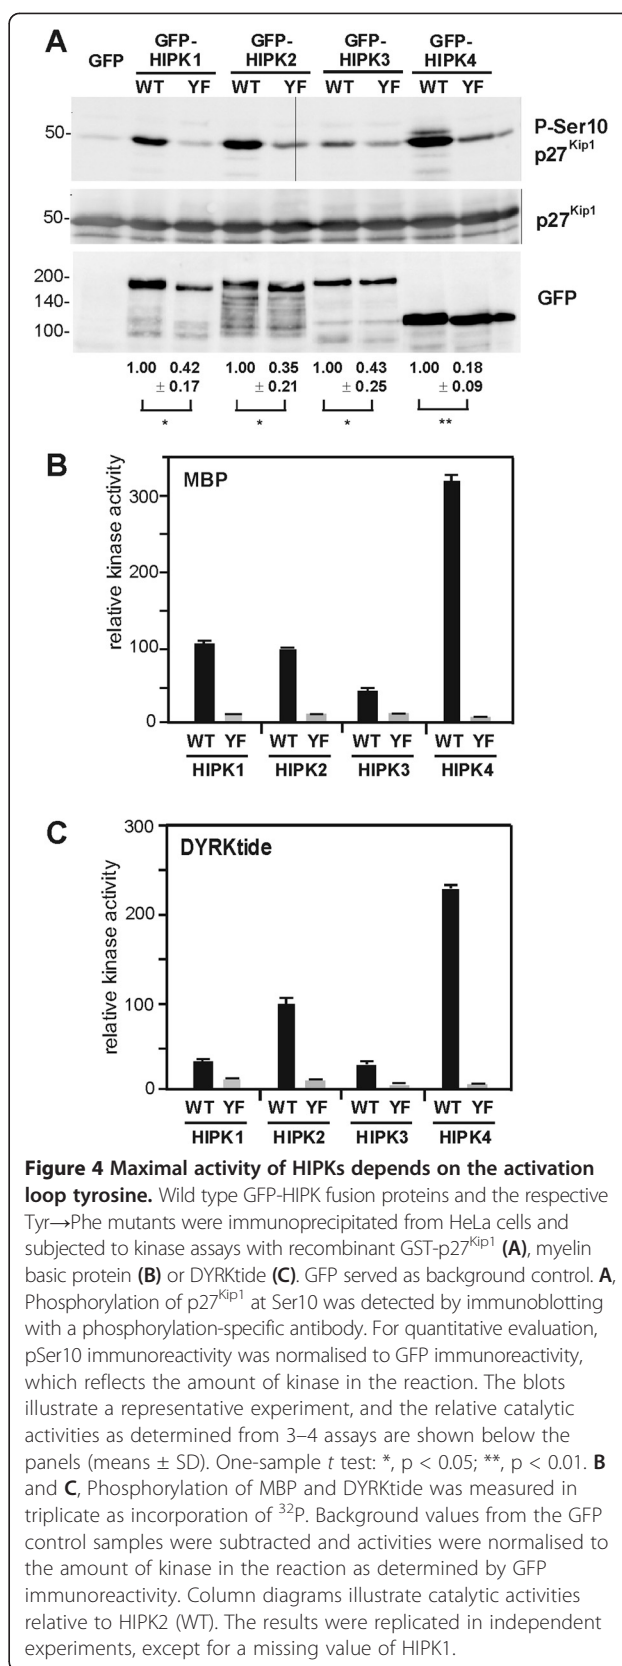 A
GFP
GFP-
HIPK1
GFP-
HIPK2
GFP-
HIPK3
GFP-
HIPK4
WT YF WT YF WT YF WT YF
50-
P-Ser10
p27Kip1
50-
p27Kip1
200-
140-
100-
GFP
1.00 0.42 1.00 0.35 1.00 0.43 1.00 0.18
± 0.17 ± 0.21 ± 0.25 ± 0.09
* * * **
B
MBP
relative kinase activity
300
200
100
0
WT YF WT YF WT YF WT YF
HIPK1 HIPK2 HIPK3 HIPK4
C
DYRKtide
relative kinase activity
300
200
100
0
WT YF WT YF WT YF WT YF
HIPK1 HIPK2 HIPK3 HIPK4
Figure 4 Maximal activity of HIPKs depends on the activation
loop tyrosine. Wild type GFP-HIPK fusion proteins and the respective
Tyr→Phe mutants were immunoprecipitated from HeLa cells and
subjected to kinase assays with recombinant GST-p27Kip1 (A), myelin
basic protein (B) or DYRKtide (C). GFP served as background control. A,
Phosphorylation of p27Kip1 at Ser10 was detected by immunoblotting
with a phosphorylation-specific antibody. For quantitative evaluation,
pSer10 immunoreactivity was normalised to GFP immunoreactivity,
which reflects the amount of kinase in the reaction. The blots
illustrate a representative experiment, and the relative catalytic
activities as determined from 3–4 assays are shown below the
panels (means ± SD). One-sample t test: *, p < 0.05; **, p < 0.01. B
and C, Phosphorylation of MBP and DYRKtide was measured in
triplicate as incorporation of 32P. Background values from the GFP
control samples were subtracted and activities were normalised to
the amount of kinase in the reaction as determined by GFP
immunoreactivity. Column diagrams illustrate catalytic activities
relative to HIPK2 (WT). The results were replicated in independent
experiments, except for a missing value of HIPK1.